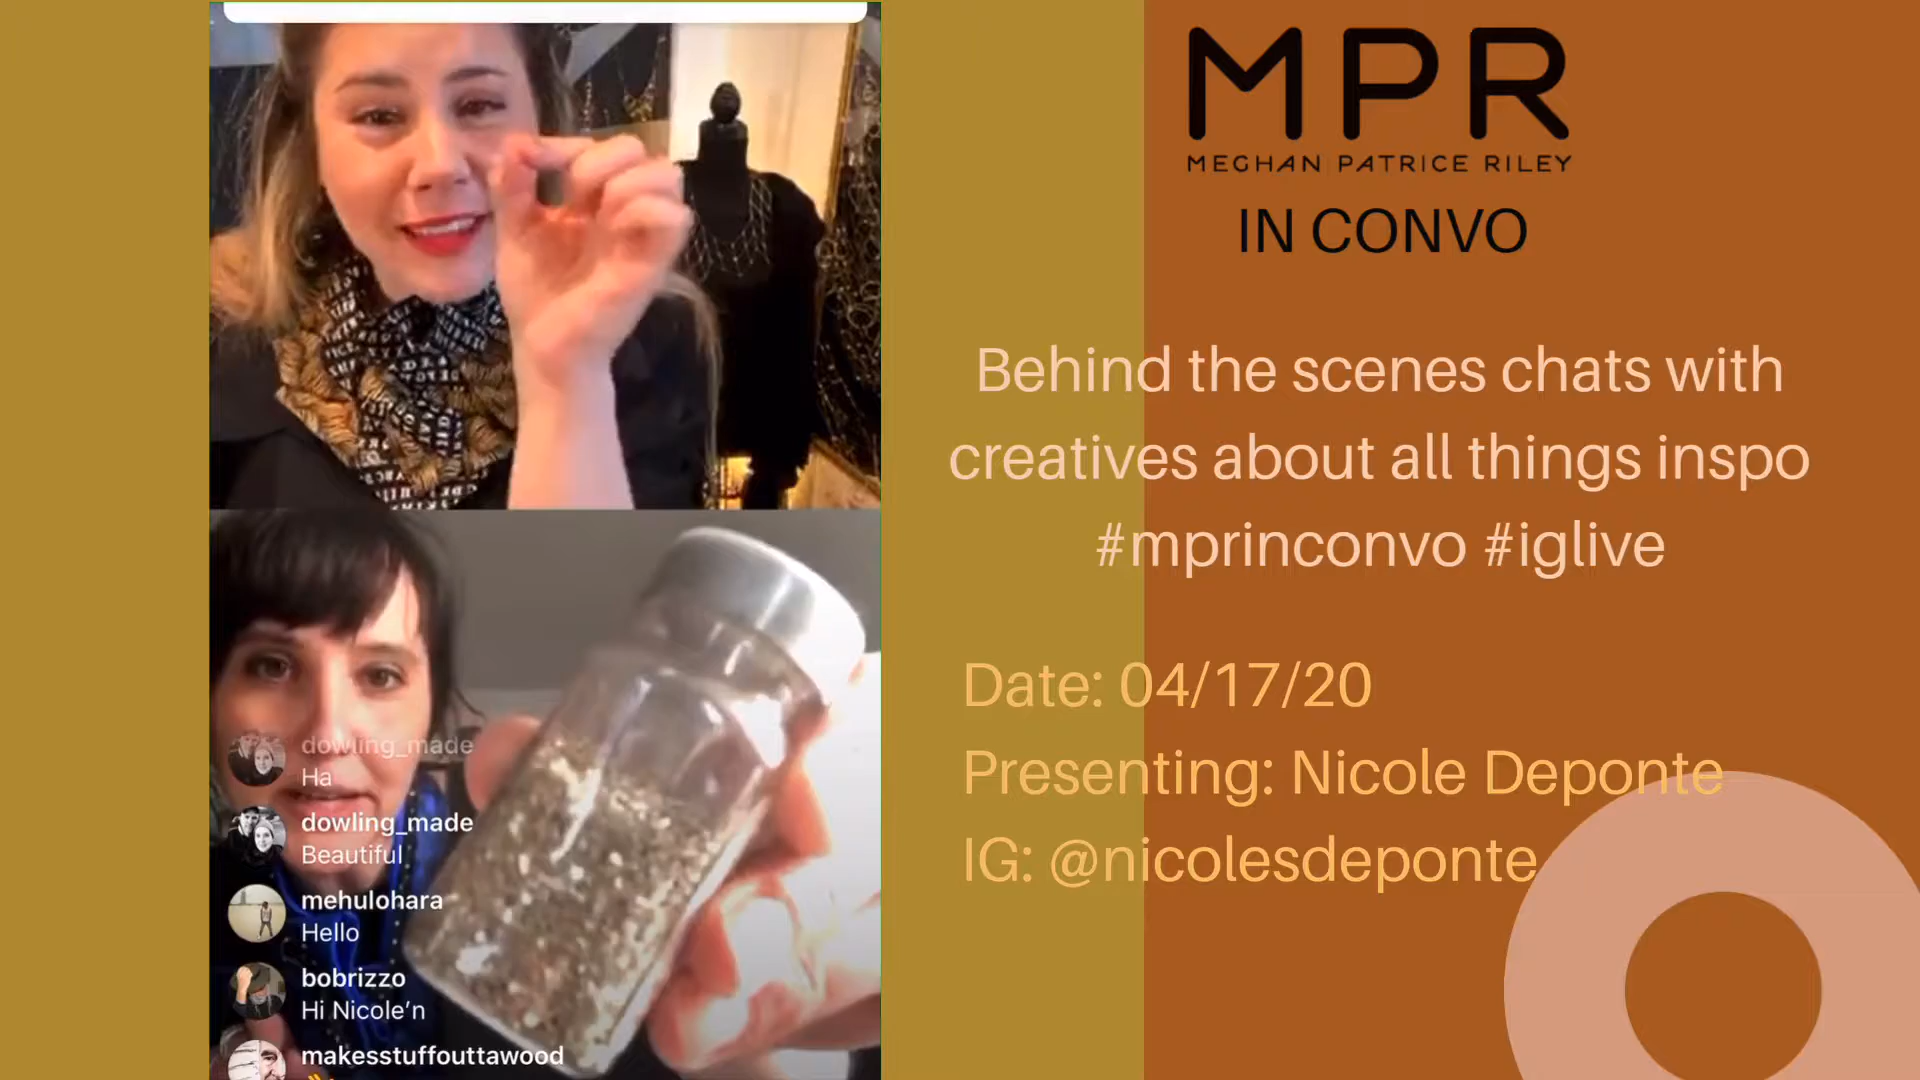 MPR
MEGHAN PATRICE RILEY
IN CONVO
Behind the scenes chats with
creatives about all things inspo
#mprinconvo #iglive
Date: 04/17/20
Presenting: Nicole Deponte
IG: @nicolesdeponte
dowling_made
Ha
dowling_made
Beautiful
mehulohara
Hello
bobrizzo
Hi Nicole’n
makesstuffouttawood